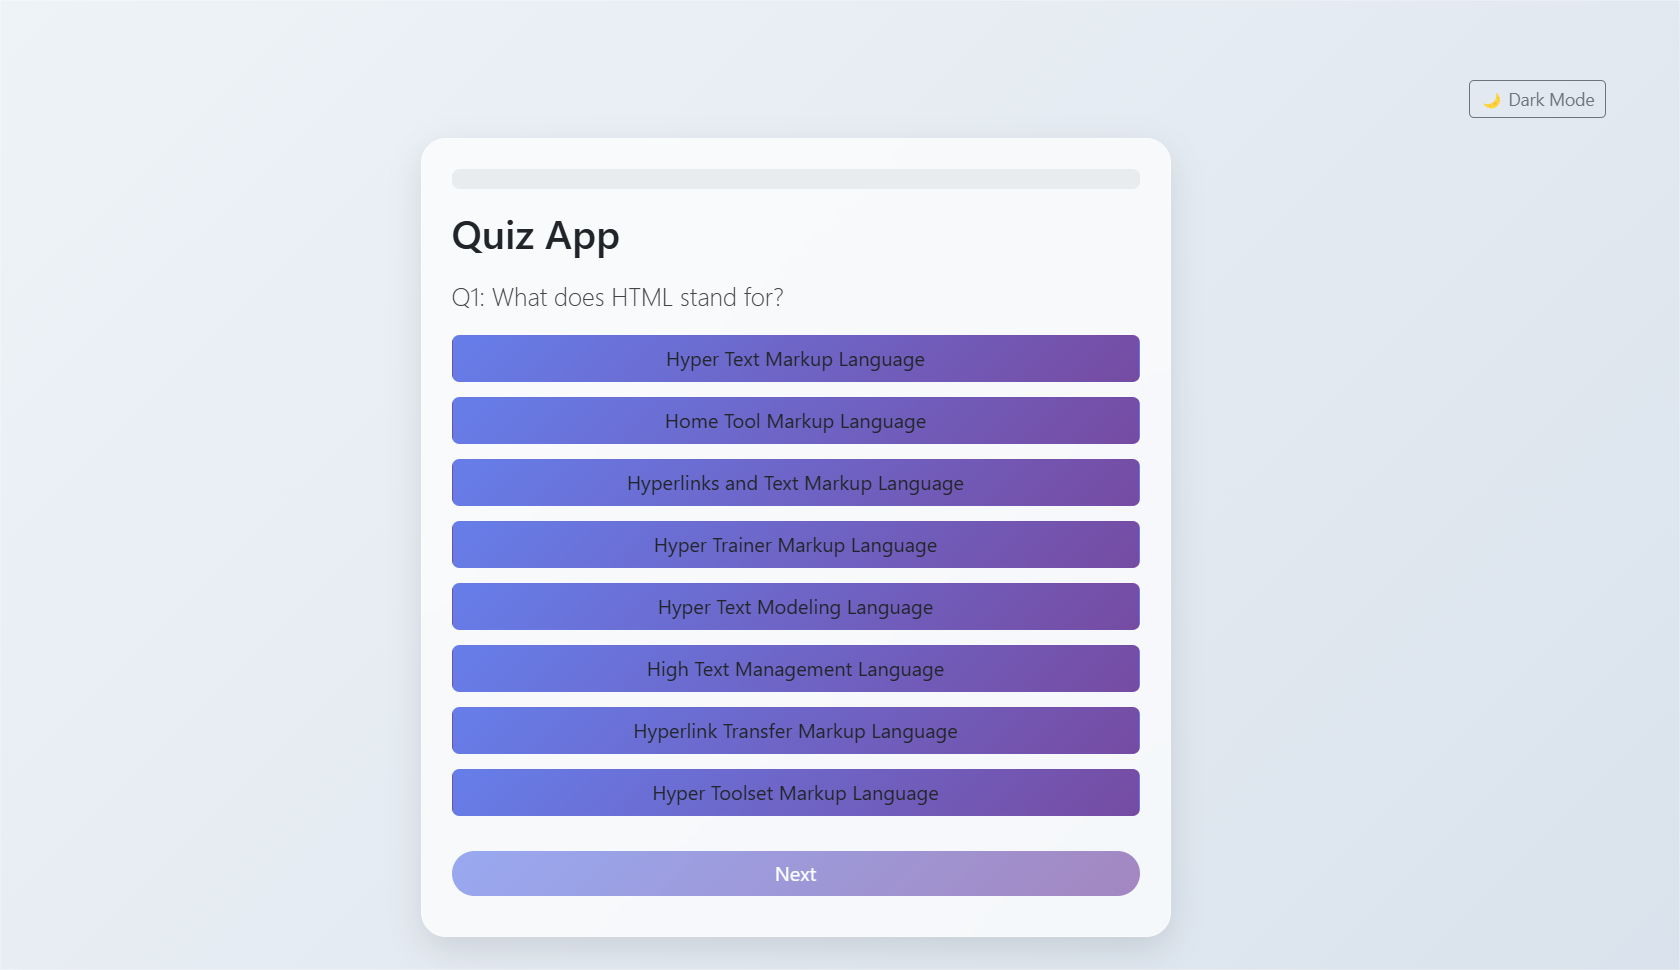 🌙 Dark Mode
Quiz App
Q1: What does HTML stand for?
Hyper Text Markup Language
Home Tool Markup Language
Hyperlinks and Text Markup Language
Hyper Trainer Markup Language
Hyper Text Modeling Language
High Text Management Language
Hyperlink Transfer Markup Language
Hyper Toolset Markup Language
Next